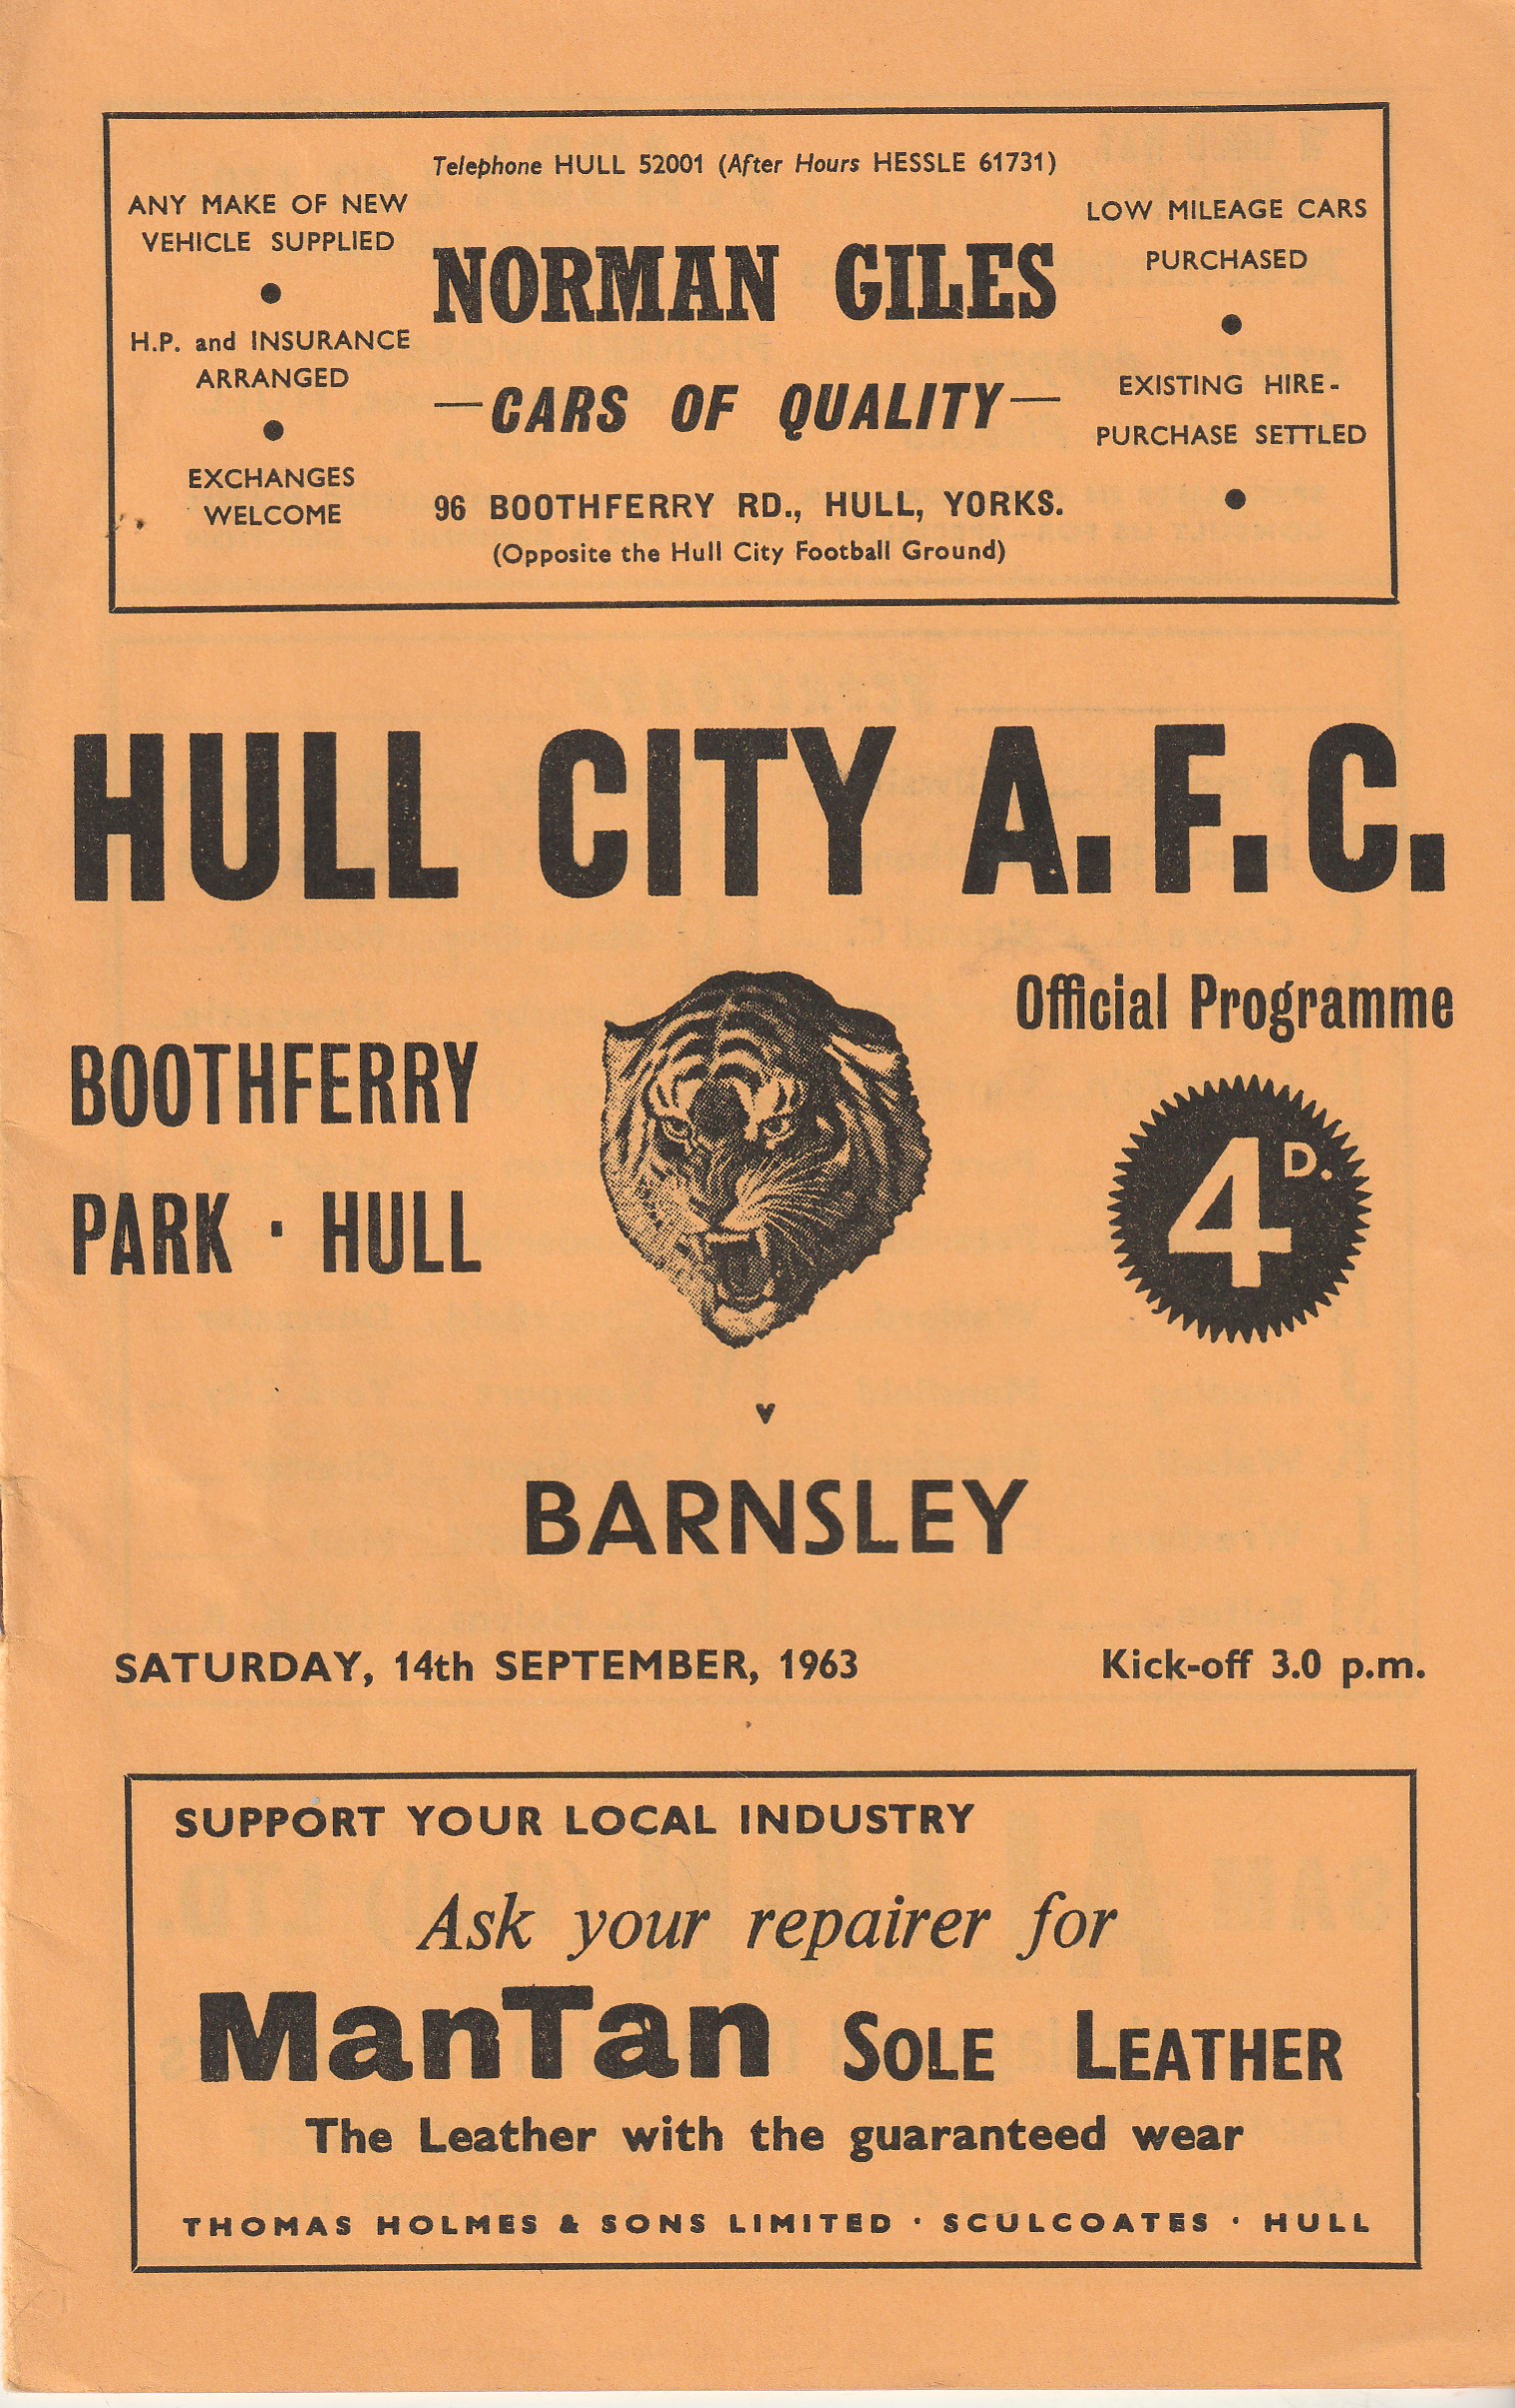 Telephone HULL 52001 (After Hours HESSLE 61731)
ANY MAKE OF NEW
VEHICLE SUPPLIED
●
H.P. and INSURANCE
ARRANGED
●
EXCHANGES
WELCOME
NORMAN GILES
—CARS OF QUALITY—
96 BOOTHFERRY RD., HULL, YORKS.
(Opposite the Hull City Football Ground)
LOW MILEAGE CARS
PURCHASED
●
EXISTING HIRE-
PURCHASE SETTLED
●
HULL CITY A.F.C.
BOOTHFERRY
PARK · HULL
Official Programme
4D.
v
BARNSLEY
SATURDAY, 14th SEPTEMBER, 1963
Kick-off 3.0 p.m.
SUPPORT YOUR LOCAL INDUSTRY
Ask your repairer for
ManTan SOLE LEATHER
The Leather with the guaranteed wear
THOMAS HOLMES & SONS LIMITED · SCULCOATES · HULL